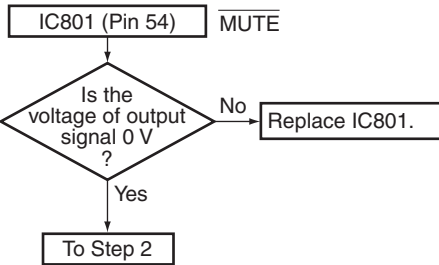 IC801 (Pin 54)
MUTE
Is the
voltage of output
signal 0 V
?
No
Replace IC801.
Yes
To Step 2